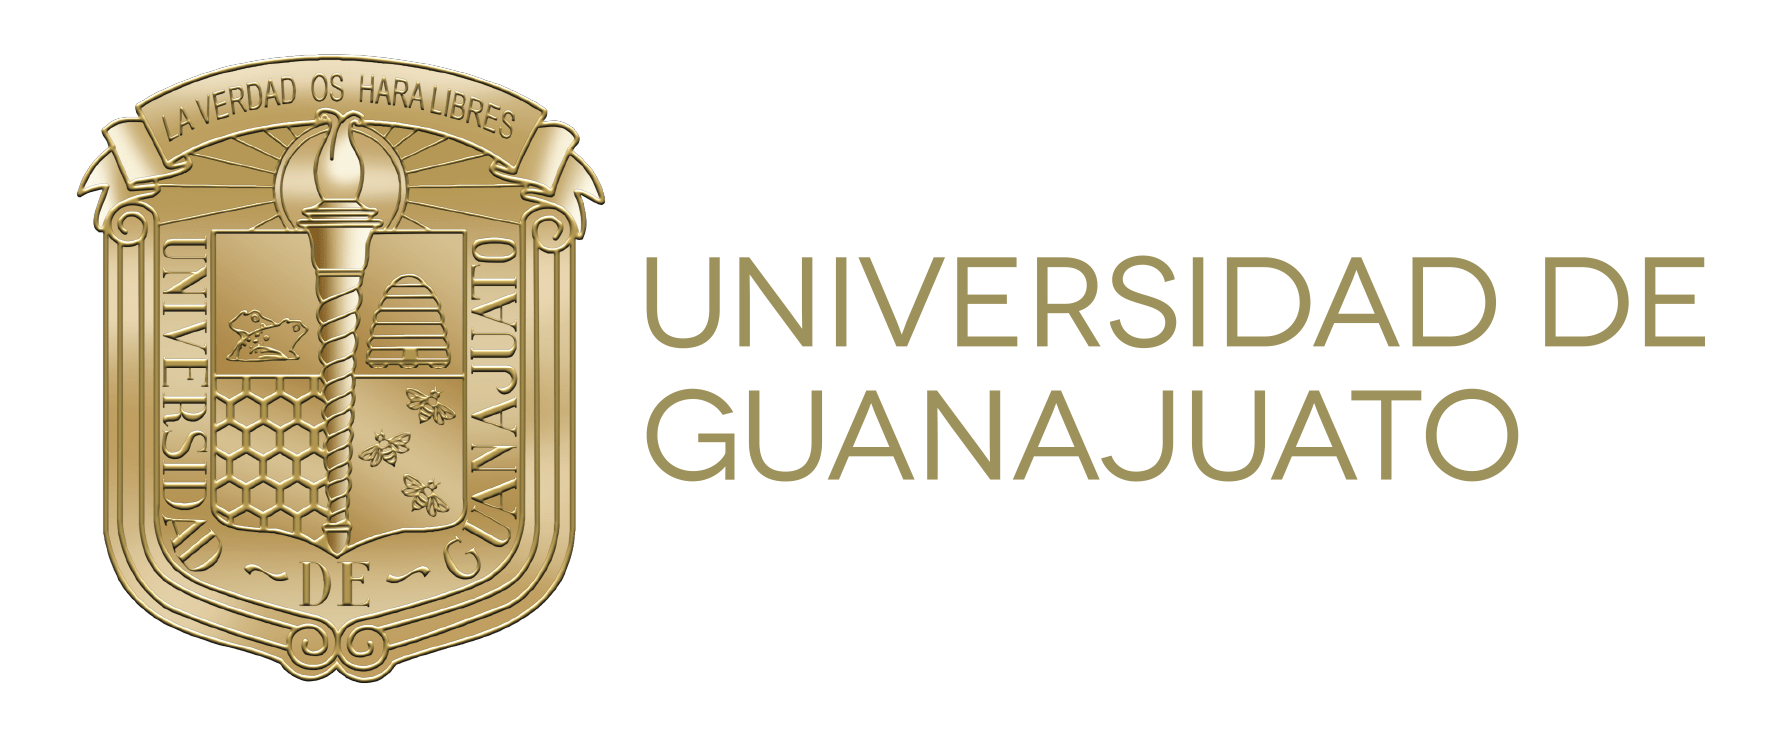 LA VERDAD OS HARA LIBRES
UNIVERSIDAD
DE
GUANAJUATO
UNIVERSIDAD DE
GUANAJUATO